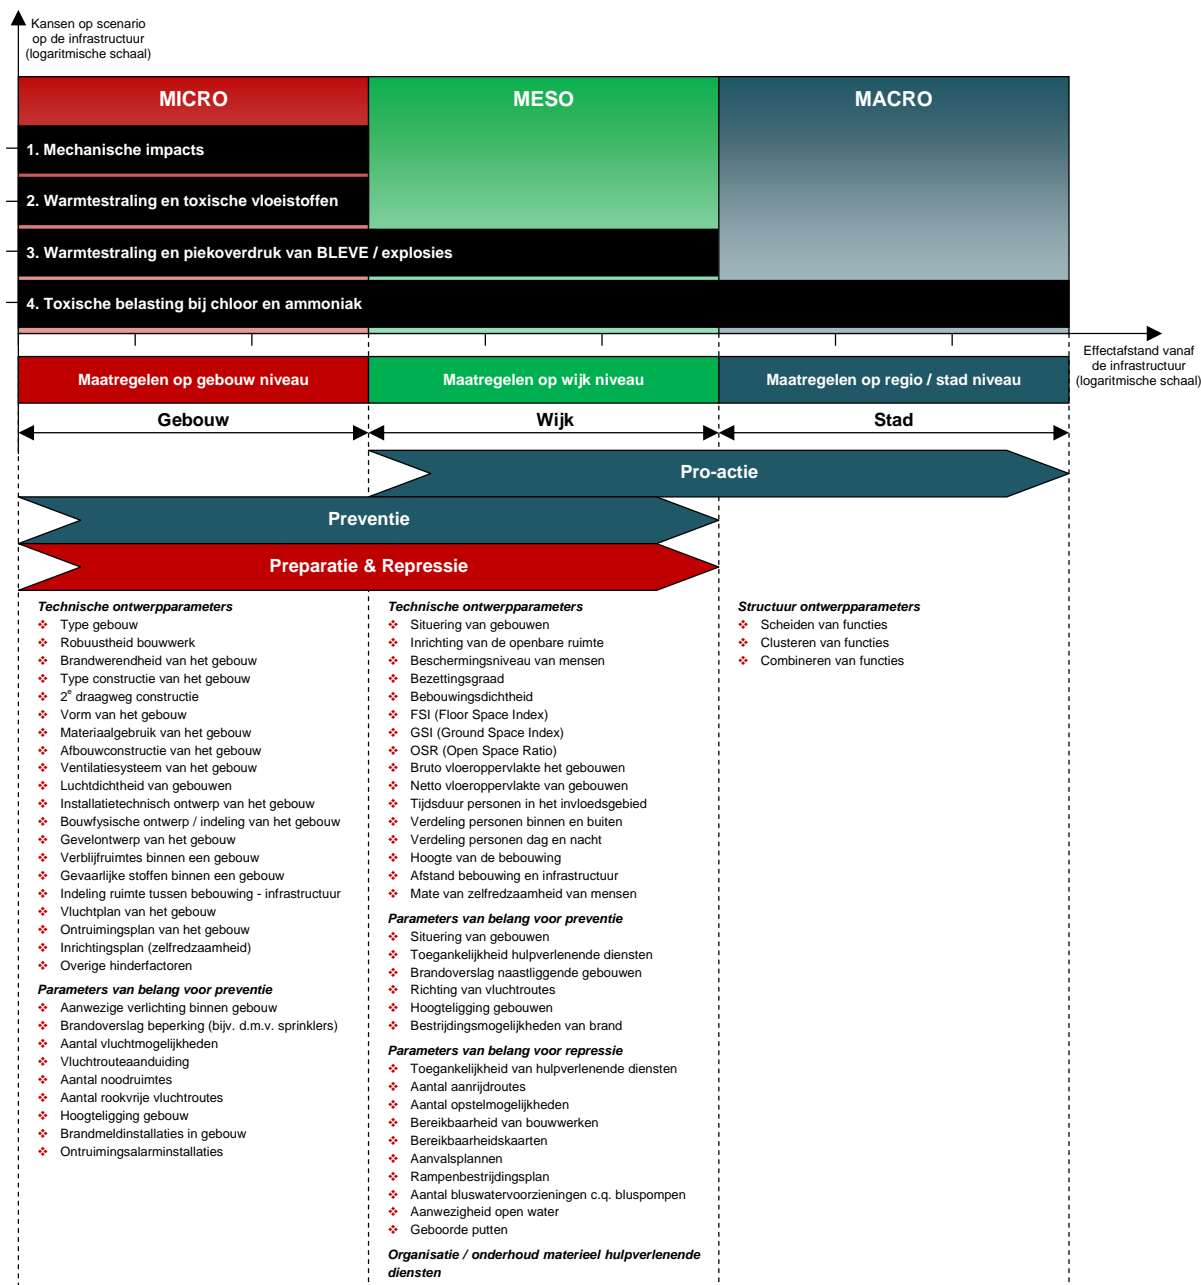 Kansen op scenario
op de infrastructuur
(logaritmische schaal)
MICRO
MESO
MACRO
1. Mechanische impacts
2. Warmtestraling en toxische vloeistoffen
3. Warmtestraling en piekoverdruk van BLEVE / explosies
4. Toxische belasting bij chloor en ammoniak
Effectafstand vanaf
de infrastructuur
(logaritmische schaal)
Maatregelen op gebouw niveau
Maatregelen op wijk niveau
Maatregelen op regio / stad niveau
Gebouw
Wijk
Stad
Pro-actie
Preventie
Preparatie & Repressie
Technische ontwerpparameters
❖ Type gebouw
❖ Robuustheid bouwwerk
❖ Brandwerendheid van het gebouw
❖ Type constructie van het gebouw
❖ 2e draagweg constructie
❖ Vorm van het gebouw
❖ Materiaalgebruik van het gebouw
❖ Afbouwconstructie van het gebouw
❖ Ventilatiesysteem van het gebouw
❖ Luchtdichtheid van gebouwen
❖ Installatietechnisch ontwerp van het gebouw
❖ Bouwfysische ontwerp / indeling van het gebouw
❖ Gevelontwerp van het gebouw
❖ Verblijfruimtes binnen een gebouw
❖ Gevaarlijke stoffen binnen een gebouw
❖ Indeling ruimte tussen bebouwing - infrastructuur
❖ Vluchtplan van het gebouw
❖ Ontruimingsplan van het gebouw
❖ Inrichtingsplan (zelfredzaamheid)
❖ Overige hinderfactoren
Parameters van belang voor preventie
❖ Aanwezige verlichting binnen gebouw
❖ Brandoverslag beperking (bijv. d.m.v. sprinklers)
❖ Aantal vluchtmogelijkheden
❖ Vluchtrouteaanduiding
❖ Aantal noodruimtes
❖ Aantal rookvrije vluchtroutes
❖ Hoogteligging gebouw
❖ Brandmeldinstallaties in gebouw
❖ Ontruimingsalarminstallaties
Technische ontwerpparameters
❖ Situering van gebouwen
❖ Inrichting van de openbare ruimte
❖ Beschermingsniveau van mensen
❖ Bezettingsgraad
❖ Bebouwingsdichtheid
❖ FSI (Floor Space Index)
❖ GSI (Ground Space Index)
❖ OSR (Open Space Ratio)
❖ Bruto vloeroppervlakte het gebouwen
❖ Netto vloeroppervlakte van gebouwen
❖ Tijdsduur personen in het invloedsgebied
❖ Verdeling personen binnen en buiten
❖ Verdeling personen dag en nacht
❖ Hoogte van de bebouwing
❖ Afstand bebouwing en infrastructuur
❖ Mate van zelfredzaamheid van mensen
Parameters van belang voor preventie
❖ Situering van gebouwen
❖ Toegankelijkheid hulpverlenende diensten
❖ Brandoverslag naastliggende gebouwen
❖ Richting van vluchtroutes
❖ Hoogteligging gebouwen
❖ Bestrijdingsmogelijkheden van brand
Parameters van belang voor repressie
❖ Toegankelijkheid van hulpverlenende diensten
❖ Aantal aanrijdroutes
❖ Aantal opstelmogelijkheden
❖ Bereikbaarheid van bouwwerken
❖ Bereikbaarheidskaarten
❖ Aanvalsplannen
❖ Rampenbestrijdingsplan
❖ Aantal bluswatervoorzieningen c.q. bluspompen
❖ Aanwezigheid open water
❖ Geboorde putten
Organisatie / onderhoud materieel hulpverlenende
diensten
Structuur ontwerpparameters
❖ Scheiden van functies
❖ Clusteren van functies
❖ Combineren van functies